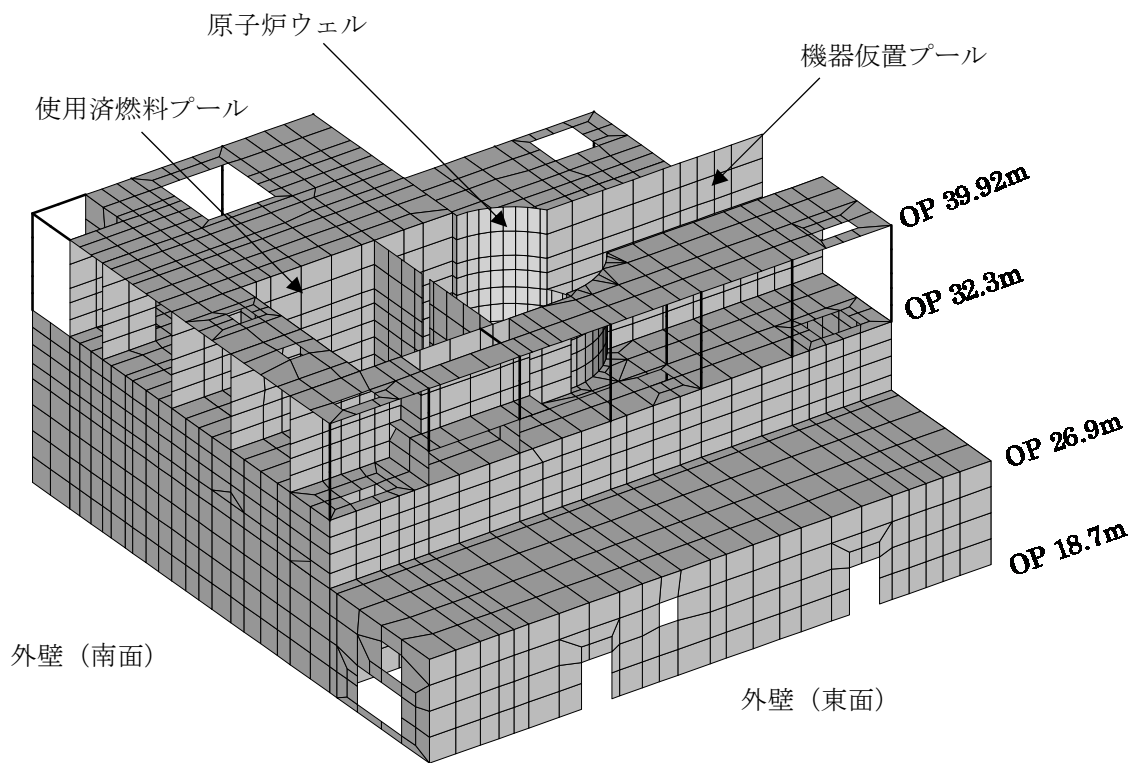 原子炉ウェル
機器仮置プール
使用済燃料プール
OP 39.92m
OP 32.3m
OP 26.9m
OP 18.7m
外壁（南面）
外壁（東面）